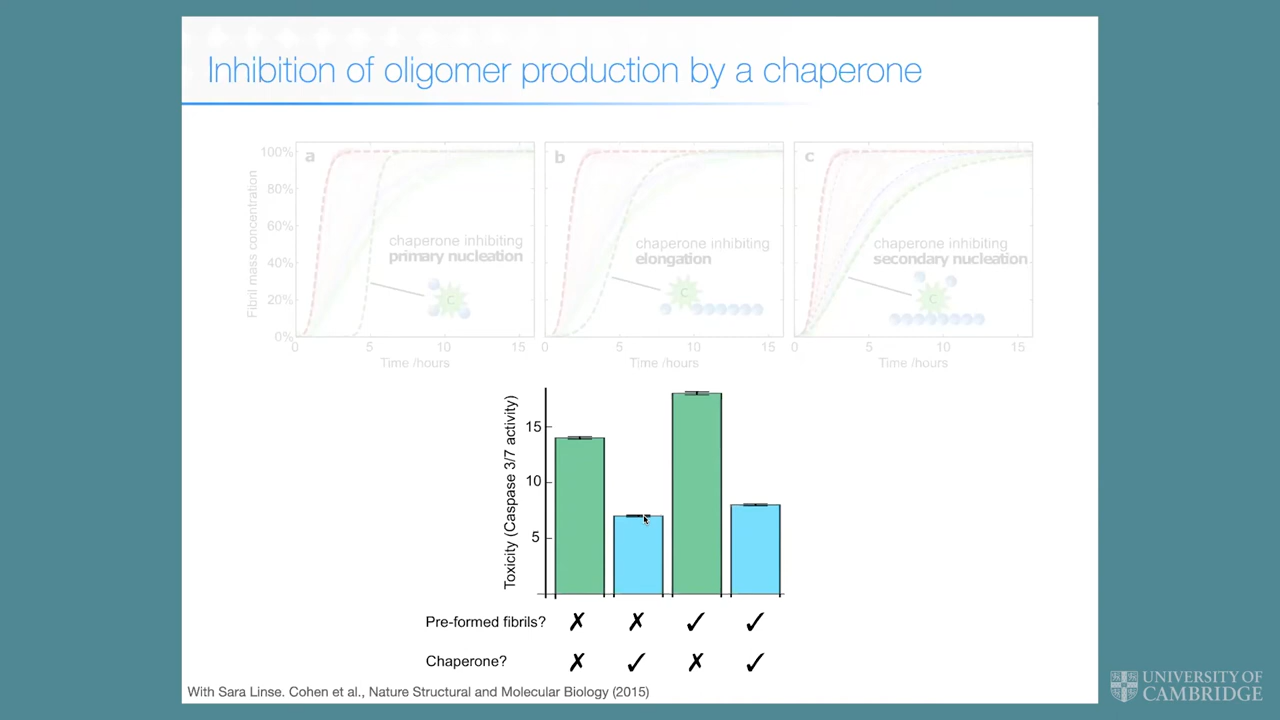 Inhibition of oligomer production by a chaperone
a
b
c
Fibril mass concentration
100%
80%
60%
40%
20%
0%
chaperone inhibiting
primary nucleation
C
chaperone inhibiting
elongation
C
chaperone inhibiting
secondary nucleation
C
0 5 10 15
0 5 10 15
0 5 10 15
Time /hours
Time /hours
Time /hours
Toxicity (Caspase 3/7 activity)
15
10
5
Pre-formed fibrils? ✗ ✗ ✓ ✓
Chaperone? ✗ ✓ ✗ ✓
With Sara Linse. Cohen et al., Nature Structural and Molecular Biology (2015)
UNIVERSITY OF
CAMBRIDGE